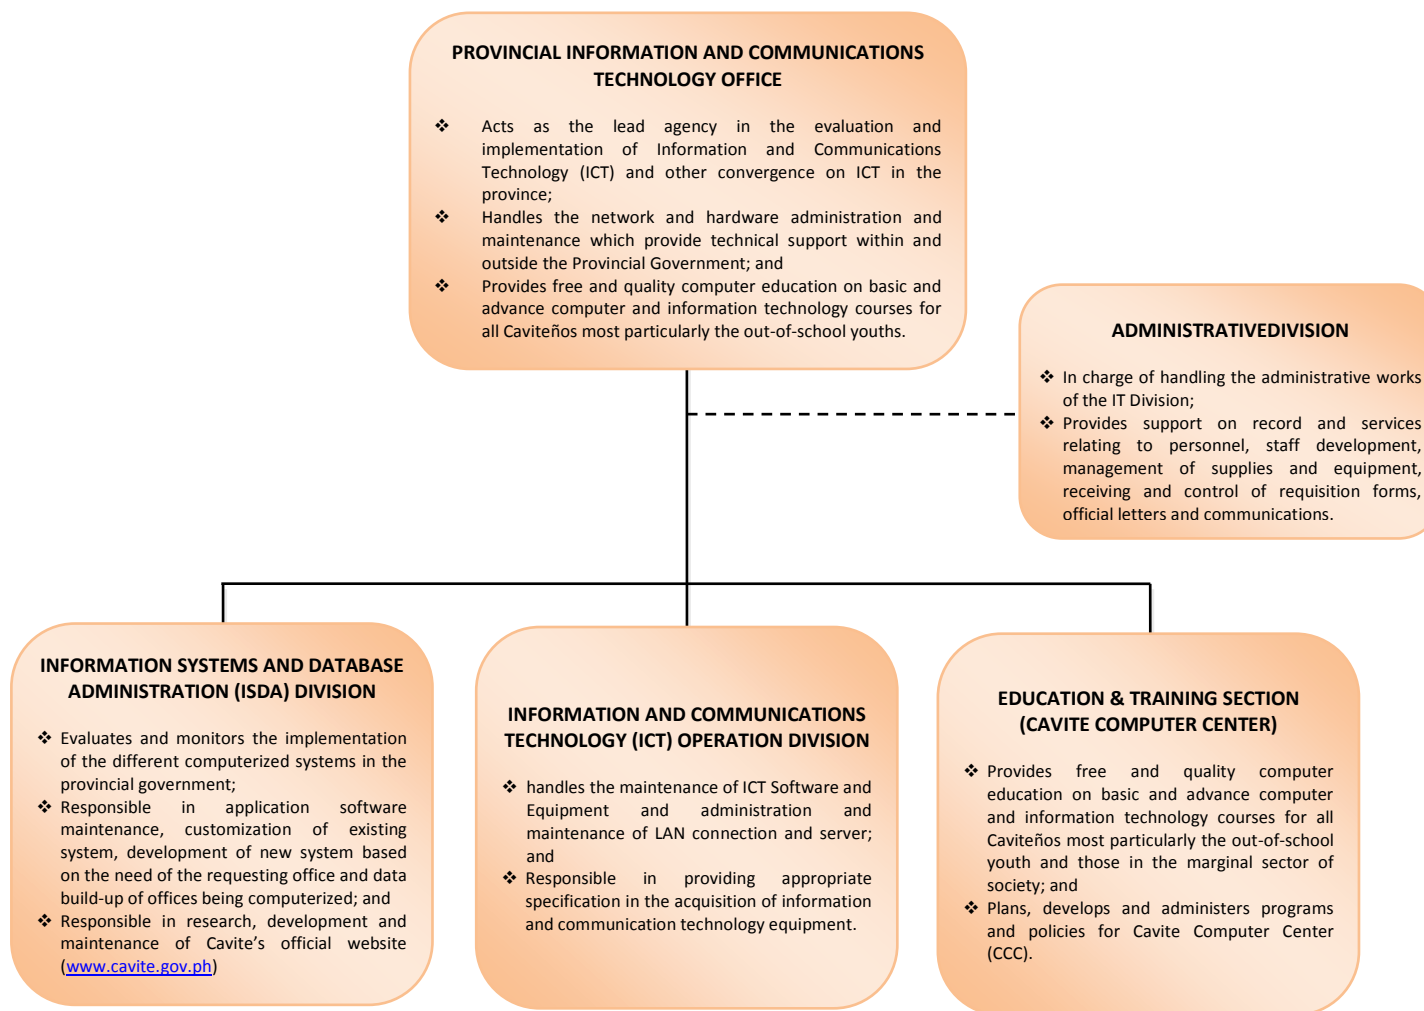 PROVINCIAL INFORMATION AND COMMUNICATIONS
TECHNOLOGY OFFICE
❖ Acts as the lead agency in the evaluation and
implementation of Information and Communications
Technology (ICT) and other convergence on ICT in the
province;
❖ Handles the network and hardware administration and
maintenance which provide technical support within and
outside the Provincial Government; and
❖ Provides free and quality computer education on basic and
advance computer and information technology courses for
all Caviteños most particularly the out-of-school youths.
ADMINISTRATIVEDIVISION
❖ In charge of handling the administrative works
of the IT Division;
❖ Provides support on record and services
relating to personnel, staff development,
management of supplies and equipment,
receiving and control of requisition forms,
official letters and communications.
INFORMATION SYSTEMS AND DATABASE
ADMINISTRATION (ISDA) DIVISION
❖ Evaluates and monitors the implementation
of the different computerized systems in the
provincial government;
❖ Responsible in application software
maintenance, customization of existing
system, development of new system based
on the need of the requesting office and data
build-up of offices being computerized; and
❖ Responsible in research, development and
maintenance of Cavite’s official website
(www.cavite.gov.ph)
INFORMATION AND COMMUNICATIONS
TECHNOLOGY (ICT) OPERATION DIVISION
❖ handles the maintenance of ICT Software and
Equipment and administration and
maintenance of LAN connection and server;
and
❖ Responsible in providing appropriate
specification in the acquisition of information
and communication technology equipment.
EDUCATION & TRAINING SECTION
(CAVITE COMPUTER CENTER)
❖ Provides free and quality computer
education on basic and advance computer
and information technology courses for all
Caviteños most particularly the out-of-school
youth and those in the marginal sector of
society; and
❖ Plans, develops and administers programs
and policies for Cavite Computer Center
(CCC).